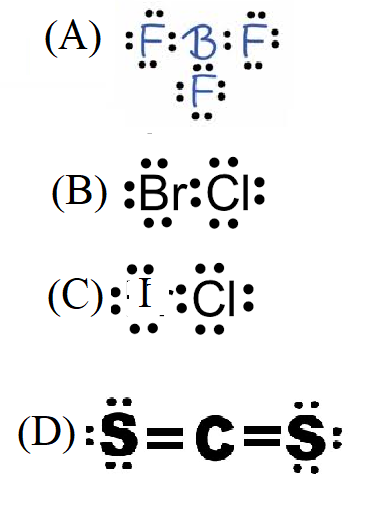 (A) :F:B:F:
:F:
(B) :Br:Cl:
(C) :I:Cl:
(D) :S=C=S: